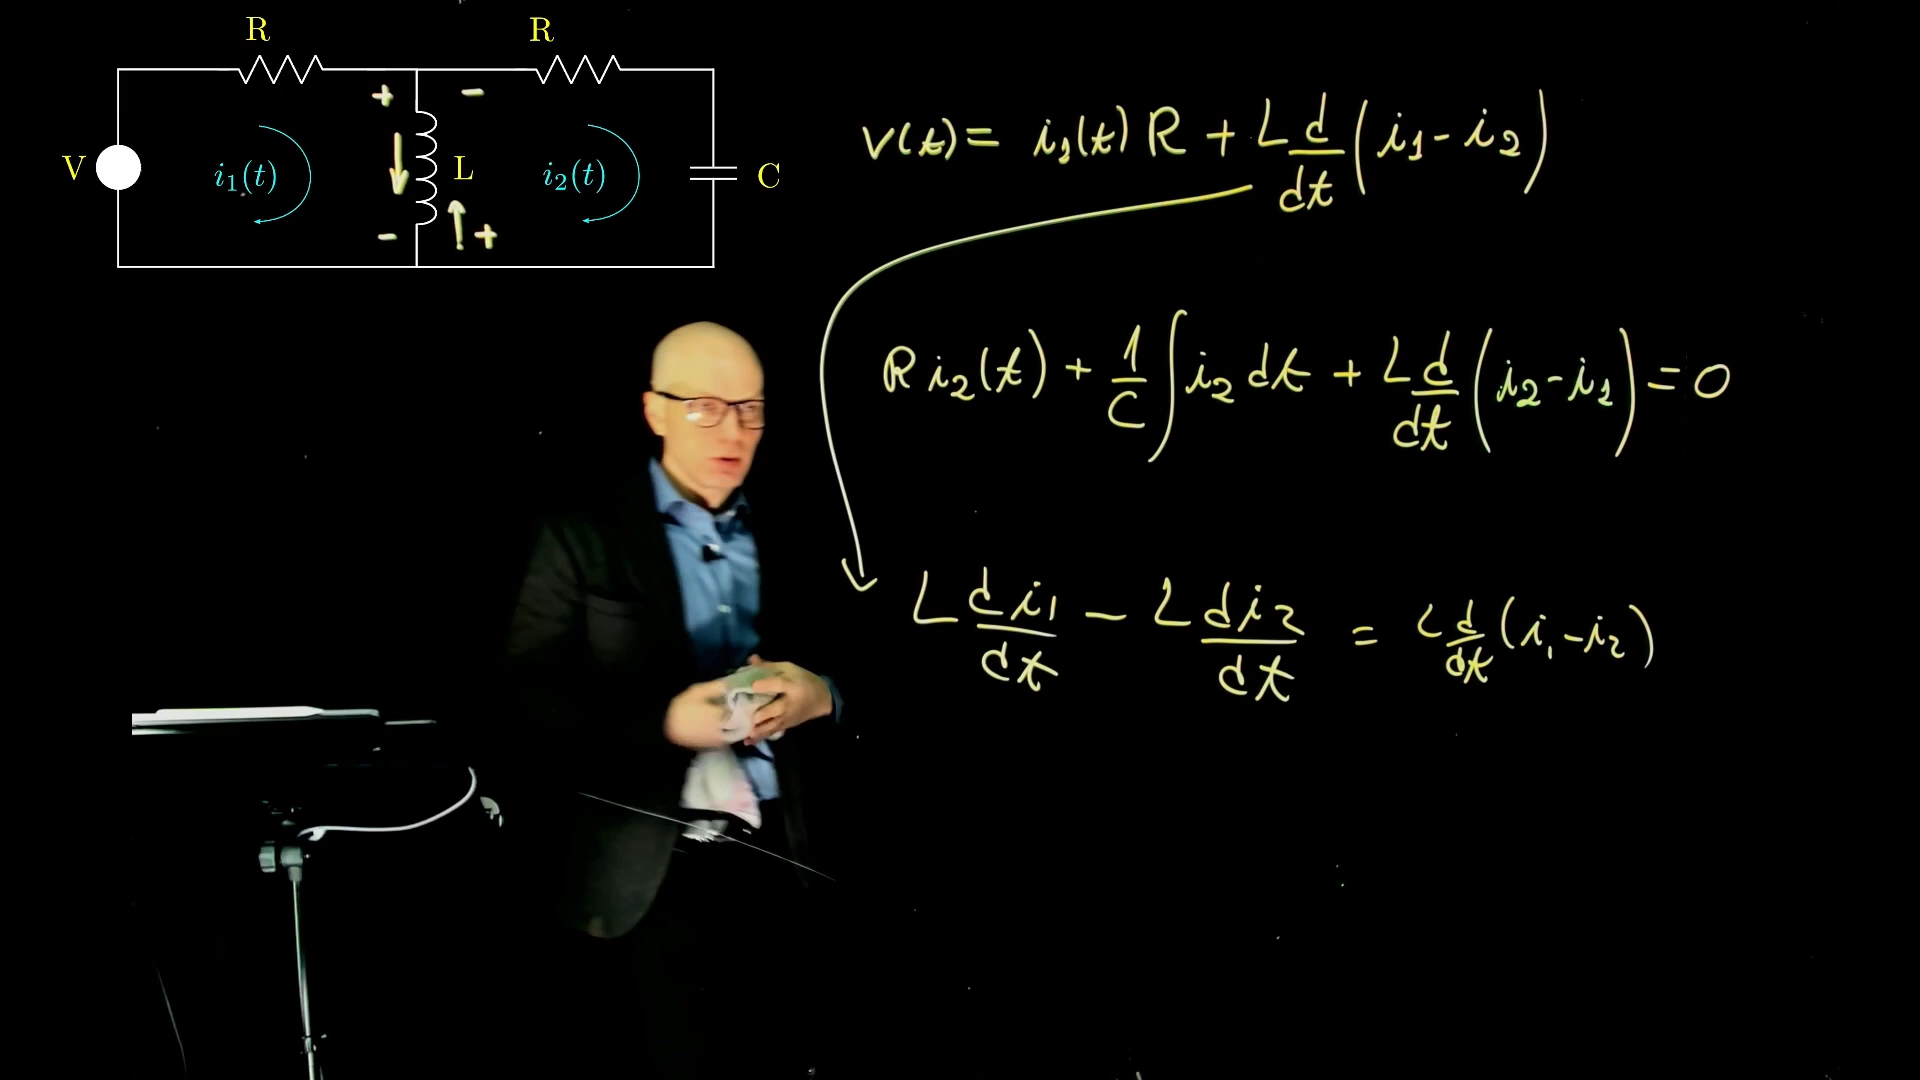 R R
+ -
V i₁(t) L i₂(t) C
- +
v(t) = i₁(t) R + L d/dt (i₁ - i₂)
R i₂(t) + 1/C ∫ i₂ dt + L d/dt (i₂ - i₁) = 0
L di₁/dt - L di₂/dt = L d/dt (i₁ - i₂)